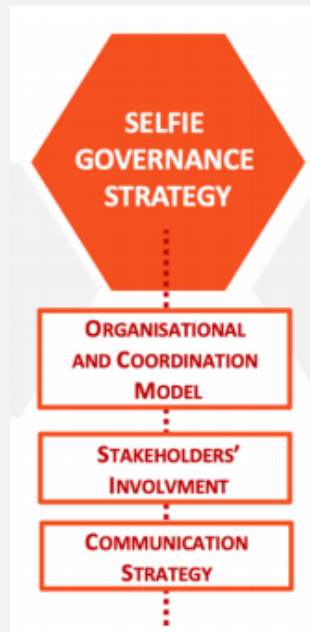 SELFIE
GOVERNANCE
STRATEGY
ORGANISATIONAL
AND COORDINATION
MODEL
STAKEHOLDERS'
INVOLVMENT
COMMUNICATION
STRATEGY